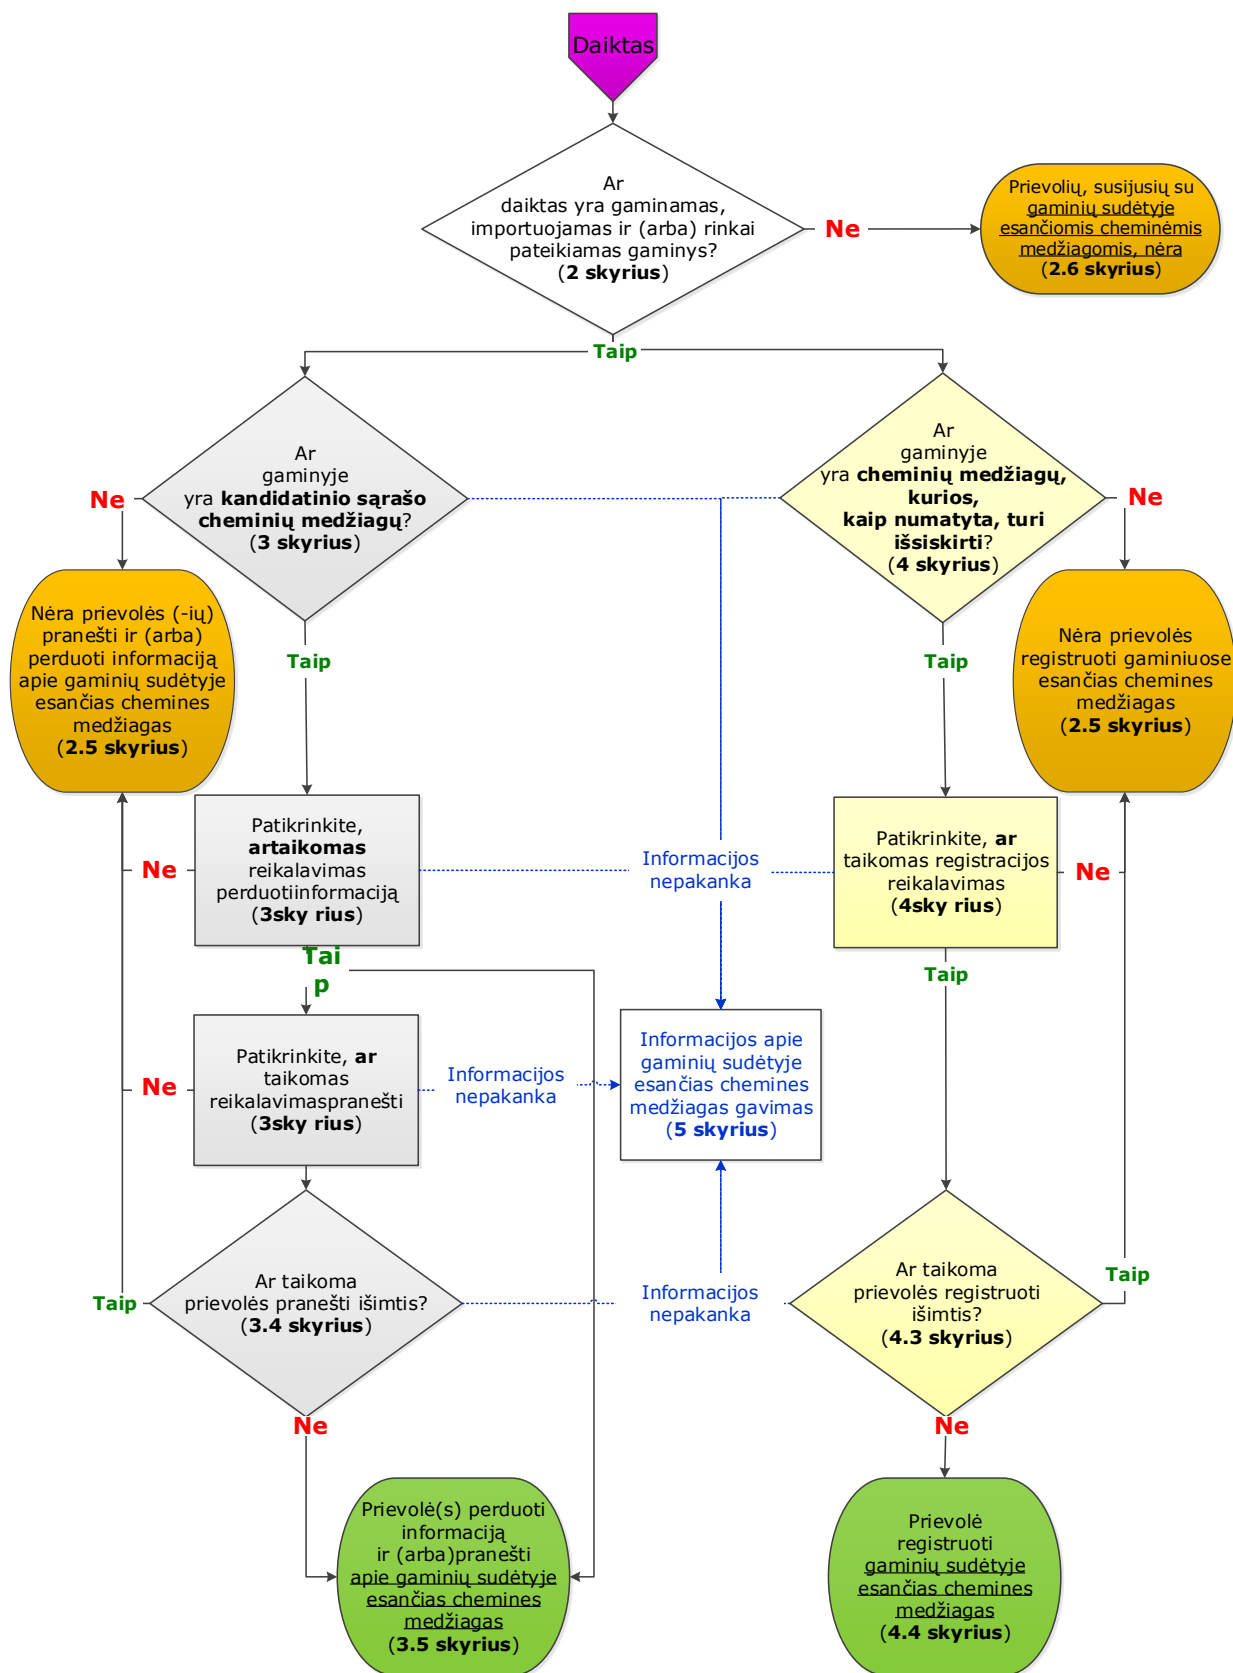 Daiktas
Ar
daiktas yra gaminamas,
importuojamas ir (arba) rinkai
pateikiamas gaminys?
(2 skyrius)
Ne
Prievolių, susijusių su
gaminių sudėtyje
esančiomis cheminėmis
medžiagomis, nėra
(2.6 skyrius)
Taip
Ar
gaminyje
yra kandidatinio sąrašo
cheminių medžiagų?
(3 skyrius)
Ne
Ar
gaminyje
yra cheminių medžiagų,
kurios,
kaip numatyta, turi
išsiskirti?
(4 skyrius)
Ne
Nėra prievolės (-ių)
pranešti ir (arba)
perduoti informaciją
apie gaminių sudėtyje
esančias chemines
medžiagas
(2.5 skyrius)
Taip
Taip
Nėra prievolės
registruoti gaminiuose
esančias chemines
medžiagas
(2.5 skyrius)
Ne
Patikrinkite,
artaikomas
reikalavimas
perduotiinformaciją
(3sky rius)
Informacijos
nepakanka
Patikrinkite, ar
taikomas registracijos
reikalavimas
(4sky rius)
Ne
Tai
p
Taip
Ne
Patikrinkite, ar
taikomas
reikalavimaspranešti
(3sky rius)
Informacijos
nepakanka
Informacijos apie
gaminių sudėtyje
esančias chemines
medžiagas gavimas
(5 skyrius)
Taip
Ar taikoma
prievolės pranešti išimtis?
(3.4 skyrius)
Informacijos
nepakanka
Ar taikoma
prievolės registruoti
išimtis?
(4.3 skyrius)
Taip
Ne
Ne
Prievolė(s) perduoti
informaciją
ir (arba)pranešti
apie gaminių sudėtyje
esančias chemines
medžiagas
(3.5 skyrius)
Prievolė
registruoti
gaminių sudėtyje
esančias chemines
medžiagas
(4.4 skyrius)